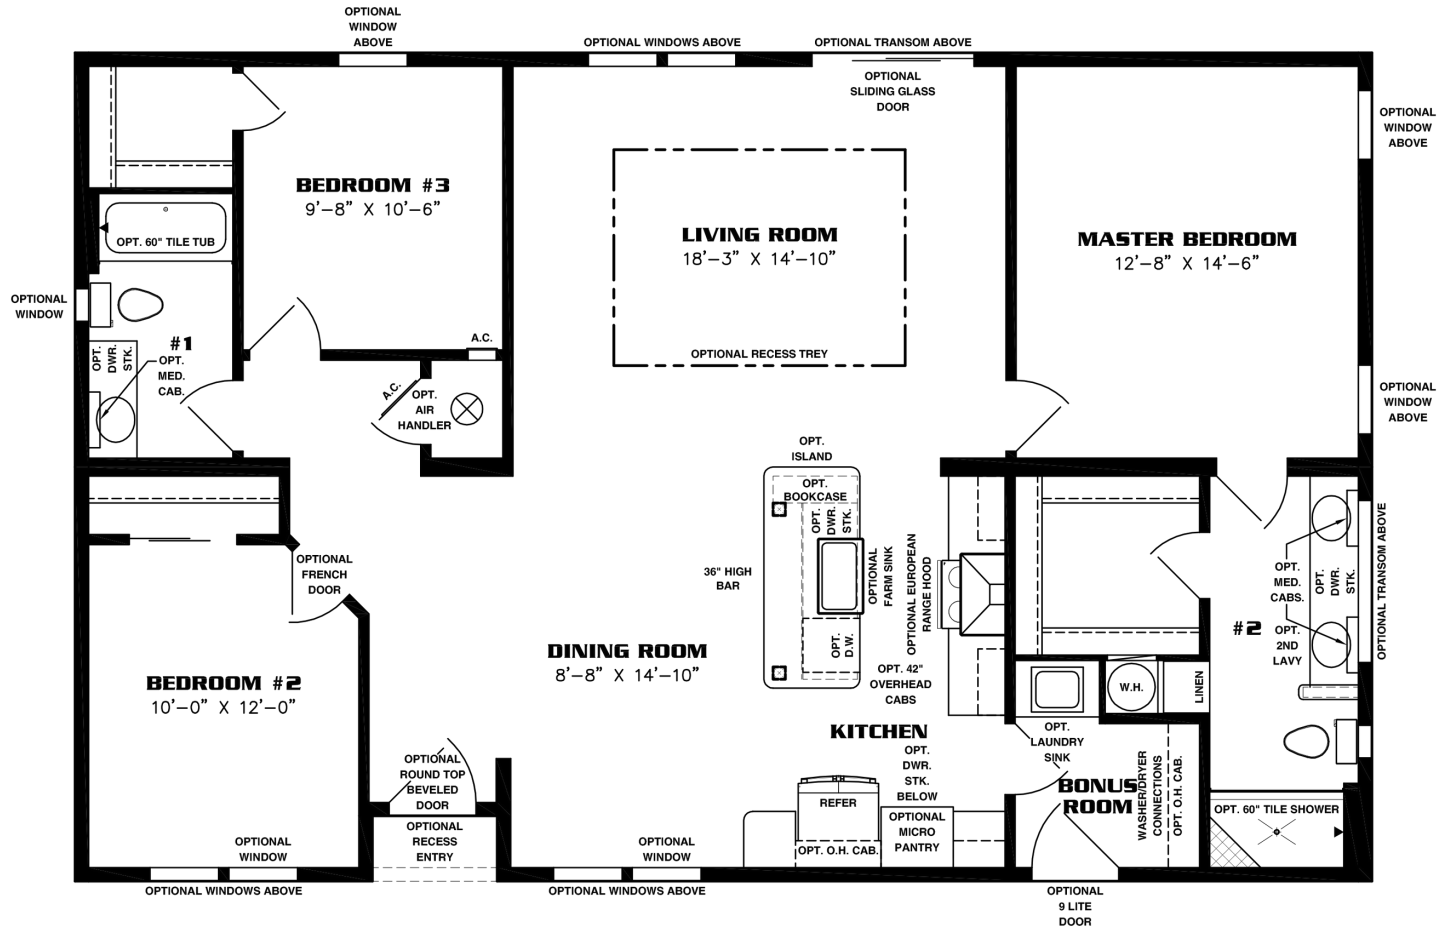 OPTIONAL
WINDOW
ABOVE
OPTIONAL WINDOWS ABOVE
OPTIONAL TRANSOM ABOVE
OPTIONAL
SLIDING GLASS
DOOR
OPTIONAL
WINDOW
ABOVE
BEDROOM #3
9'-8" X 10'-6"
OPT. 60" TILE TUB
LIVING ROOM
18'-3" X 14'-10"
OPTIONAL RECESS TREY
MASTER BEDROOM
12'-8" X 14'-6"
OPTIONAL
WINDOW
#1
OPT.
DWR.
STK.
OPT.
MED.
CAB.
A.C.
A.C.
OPT.
AIR
HANDLER
OPTIONAL
WINDOW
ABOVE
OPT.
ISLAND
OPT.
BOOKCASE
OPT.
DWR.
STK.
36" HIGH
BAR
OPTIONAL
FARM SINK
OPT.
D.W.
OPTIONAL EUROPEAN
RANGE HOOD
OPT. 42"
OVERHEAD
CABS
OPTIONAL
FRENCH
DOOR
OPT.
MED.
CABS.
OPT.
DWR.
STK.
OPTIONAL TRANSOM ABOVE
#2
OPT.
2ND
LAVY
DINING ROOM
8'-8" X 14'-10"
BEDROOM #2
10'-0" X 12'-0"
W.H.
LINEN
KITCHEN
OPT.
DWR.
STK.
BELOW
OPT.
LAUNDRY
SINK
BONUS
ROOM
WASHER/DRYER
CONNECTIONS
OPT. O.H. CAB.
OPTIONAL
ROUND TOP
BEVELED
DOOR
OPTIONAL
RECESS
ENTRY
REFER
OPT. O.H. CAB.
OPTIONAL
MICRO
PANTRY
OPT. 60" TILE SHOWER
OPTIONAL
WINDOW
OPTIONAL WINDOWS ABOVE
OPTIONAL
WINDOW
OPTIONAL WINDOWS ABOVE
OPTIONAL
9 LITE
DOOR